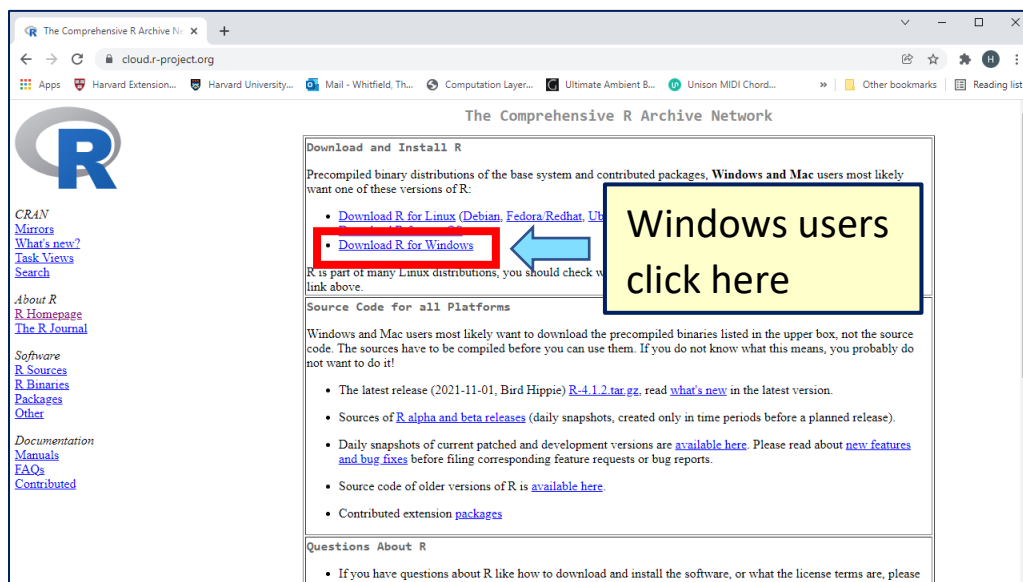 The Comprehensive R Archive Ne
cloud.r-project.org
H
Apps
Harvard Extension...
Harvard University...
Mail - Whitfield, Th...
Computation Layer...
Ultimate Ambient B...
Unison MIDI Chord...
»
Other bookmarks
Reading list
R
CRAN
Mirrors
What's new?
Task Views
Search
About R
R Homepage
The R Journal
Software
R Sources
R Binaries
Packages
Other
Documentation
Manuals
FAQs
Contributed
The Comprehensive R Archive Network
Download and Install R
Precompiled binary distributions of the base system and contributed packages, Windows and Mac users most likely
want one of these versions of R:
• Download R for Linux (Debian, Fedora/Redhat, Ub
• Download R for Windows
R is part of many Linux distributions, you should check w
link above.
Windows users
click here
Source Code for all Platforms
Windows and Mac users most likely want to download the precompiled binaries listed in the upper box, not the source
code. The sources have to be compiled before you can use them. If you do not know what this means, you probably do
not want to do it!
• The latest release (2021-11-01, Bird Hippie) R-4.1.2.tar.gz, read what's new in the latest version.
• Sources of R alpha and beta releases (daily snapshots, created only in time periods before a planned release).
• Daily snapshots of current patched and development versions are available here. Please read about new features
and bug fixes before filing corresponding feature requests or bug reports.
• Source code of older versions of R is available here.
• Contributed extension packages
Questions About R
• If you have questions about R like how to download and install the software, or what the license terms are, please